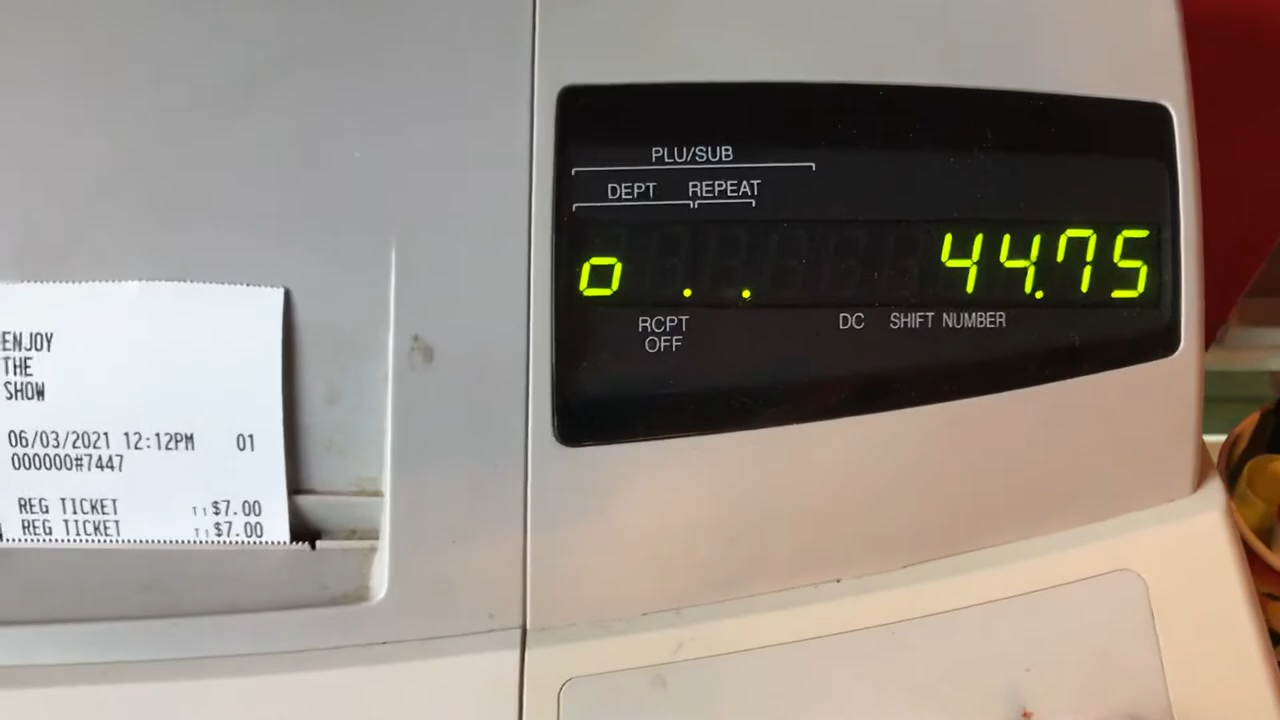 ENJOY
THE
SHOW
06/03/2021 12:12PM 01
000000#7447
REG TICKET T1 $7.00
REG TICKET T1 $7.00
PLU/SUB
DEPT REPEAT
o . . 44.75
RCPT OFF
DC SHIFT NUMBER